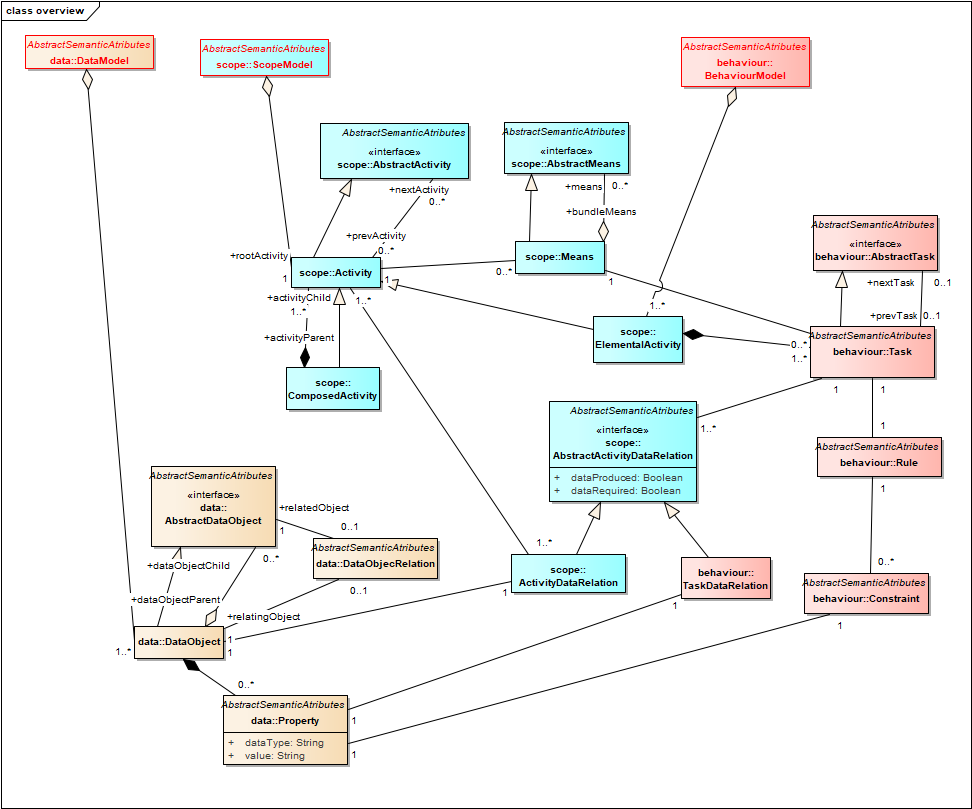 class overview
AbstractSemanticAtributes
data::DataModel
AbstractSemanticAtributes
scope::ScopeModel
AbstractSemanticAtributes
behaviour::
BehaviourModel
AbstractSemanticAtributes
«interface»
scope::AbstractActivity
AbstractSemanticAtributes
«interface»
scope::AbstractMeans
+nextActivity
0..*
+means
0..*
+bundleMeans
+prevActivity
0..*
AbstractSemanticAtributes
«interface»
behaviour::AbstractTask
+rootActivity
1
scope::Activity
1
0..*
scope::Means
1
+nextTask
0..1
+activityChild
1..*
1..*
1..*
+prevTask
0..1
+activityParent
scope::
ElementalActivity
0..*
1..*
AbstractSemanticAtributes
behaviour::Task
scope::
ComposedActivity
1
1
AbstractSemanticAtributes
«interface»
scope::
AbstractActivityDataRelation
+ dataProduced: Boolean
+ dataRequired: Boolean
1..*
1
AbstractSemanticAtributes
behaviour::Rule
1
AbstractSemanticAtributes
«interface»
data::
AbstractDataObject
+relatedObject
1
0..1
AbstractSemanticAtributes
data::DataObjecRelation
0..1
+dataObjectChild
0..*
1..*
scope::
ActivityDataRelation
1
behaviour::
TaskDataRelation
1
0..*
AbstractSemanticAtributes
behaviour::Constraint
1
+dataObjectParent
+relatingObject
data::DataObject
1
1
1..*
0..*
AbstractSemanticAtributes
data::Property
+ dataType: String
+ value: String
1
1